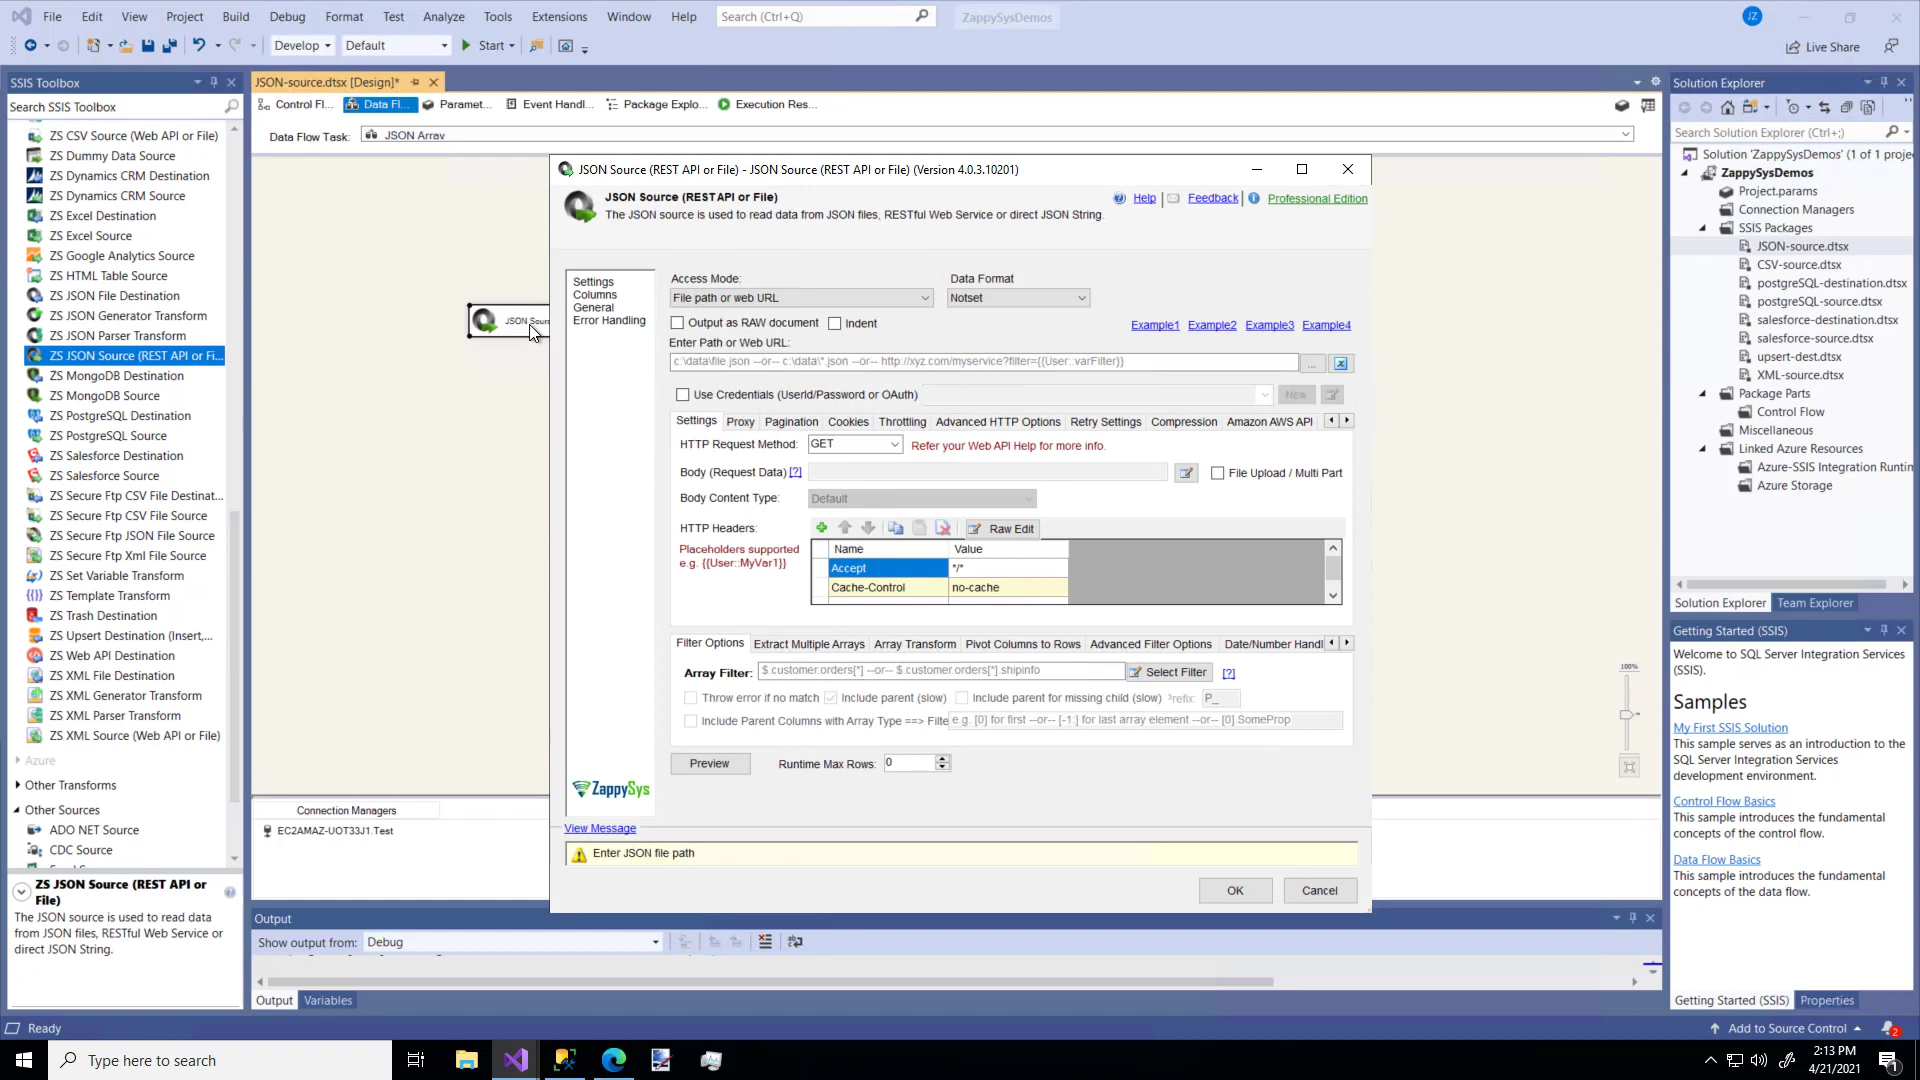 File Edit View Project Build Debug Format Test Analyze Tools Extensions Window Help Search (Ctrl+Q) ZappySysDemos JZ
Develop Default Start Live Share
SSIS Toolbox
Search SSIS Toolbox
ZS CSV Source (Web API or File)
ZS Dummy Data Source
ZS Dynamics CRM Destination
ZS Dynamics CRM Source
ZS Excel Destination
ZS Excel Source
ZS Google Analytics Source
ZS HTML Table Source
ZS JSON File Destination
ZS JSON Generator Transform
ZS JSON Parser Transform
ZS JSON Source (REST API or Fi...
ZS MongoDB Destination
ZS MongoDB Source
ZS PostgreSQL Destination
ZS PostgreSQL Source
ZS Salesforce Destination
ZS Salesforce Source
ZS Secure Ftp CSV File Destinat...
ZS Secure Ftp CSV File Source
ZS Secure Ftp JSON File Source
ZS Secure Ftp Xml File Source
ZS Set Variable Transform
ZS Template Transform
ZS Trash Destination
ZS Upsert Destination (Insert,...
ZS Web API Destination
ZS XML File Destination
ZS XML Generator Transform
ZS XML Parser Transform
ZS XML Source (Web API or File)
Azure
Other Transforms
Other Sources
ADO NET Source
CDC Source
ZS JSON Source (REST API or File)
The JSON source is used to read data from JSON files, RESTful Web Service or direct JSON String.
JSON-source.dtsx [Design]*
Control Fl... Data Fl... Paramet... Event Handl... Package Explo... Execution Res...
Data Flow Task: JSON Array
JSON Sourc
100%
Connection Managers
EC2AMAZ-UOT33J1.Test
JSON Source (REST API or File) - JSON Source (REST API or File) (Version 4.0.3.10201)
JSON Source (REST API or File)
The JSON source is used to read data from JSON files, RESTful Web Service or direct JSON String.
Help Feedback Professional Edition
Settings
Columns
General
Error Handling
ZappySys
Access Mode: Data Format
File path or web URL Notset
Output as RAW document Indent Example1 Example2 Example3 Example4
Enter Path or Web URL:
c:\data\file.json --or-- c:\data\*.json --or-- http://xyz.com/myservice?filter={{User::varFilter}} ...
Use Credentials (UserId/Password or OAuth) New
Settings Proxy Pagination Cookies Throttling Advanced HTTP Options Retry Settings Compression Amazon AWS API
HTTP Request Method: GET Refer your Web API Help for more info.
Body (Request Data) [?] File Upload / Multi Part
Body Content Type: Default
HTTP Headers: Raw Edit
Placeholders supported
e.g. {{User::MyVar1}}
Name Value
Accept */*
Cache-Control no-cache
Filter Options Extract Multiple Arrays Array Transform Pivot Columns to Rows Advanced Filter Options Date/Number Handl
Array Filter: $.customer.orders[*] --or-- $.customer.orders[*].shipinfo Select Filter [?]
Throw error if no match Include parent (slow) Include parent for missing child (slow) Prefix: P_
Include Parent Columns with Array Type ==> Filte e.g. [0] for first --or-- [-1:] for last array element --or-- [0].SomeProp
Preview Runtime Max Rows: 0
View Message
Enter JSON file path
OK Cancel
Output
Show output from: Debug
Output Variables
Solution Explorer
Search Solution Explorer (Ctrl+;)
Solution 'ZappySysDemos' (1 of 1 proje
ZappySysDemos
Project.params
Connection Managers
SSIS Packages
JSON-source.dtsx
CSV-source.dtsx
postgreSQL-destination.dtsx
postgreSQL-source.dtsx
salesforce-destination.dtsx
salesforce-source.dtsx
upsert-dest.dtsx
XML-source.dtsx
Package Parts
Control Flow
Miscellaneous
Linked Azure Resources
Azure-SSIS Integration Runtin
Azure Storage
Solution Explorer Team Explorer
Getting Started (SSIS)
Welcome to SQL Server Integration Services
(SSIS).
Samples
My First SSIS Solution
This sample serves as an introduction to the
SQL Server Integration Services
development environment.
Control Flow Basics
This sample introduces the fundamental
concepts of the control flow.
Data Flow Basics
This sample introduces the fundamental
concepts of the data flow.
Getting Started (SSIS) Properties
Ready Add to Source Control 2
Type here to search 2:13 PM
4/21/2021 1